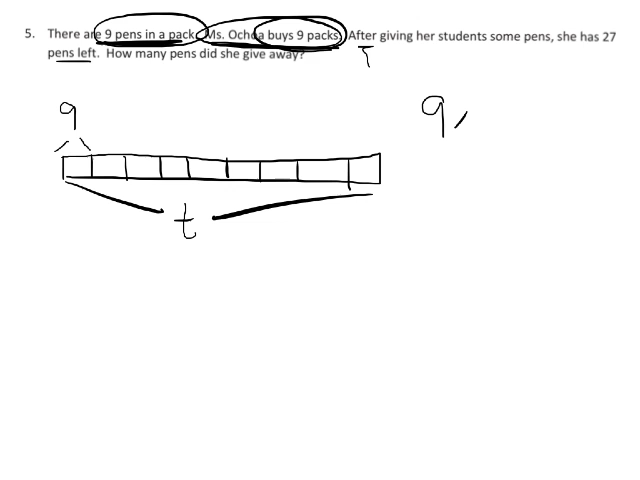 5. There are 9 pens in a pack. Ms. Ochoa buys 9 packs. After giving her students some pens, she has 27
pens left. How many pens did she give away?
9
9
t